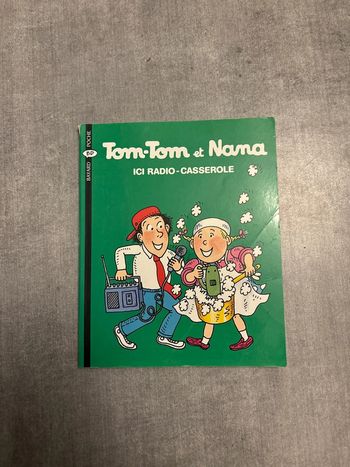 Tom-Tom et Nana
ICI RADIO-CASSEROLE
BAYARD POCHE